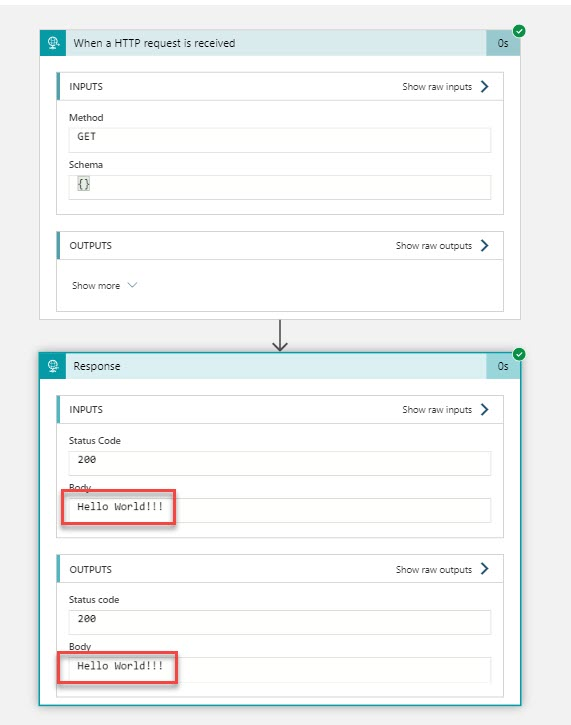 When a HTTP request is received 0s
INPUTS Show raw inputs
Method
GET
Schema
{}
OUTPUTS Show raw outputs
Show more
Response 0s
INPUTS Show raw inputs
Status Code
200
Body
Hello World!!!
OUTPUTS Show raw outputs
Status code
200
Body
Hello World!!!